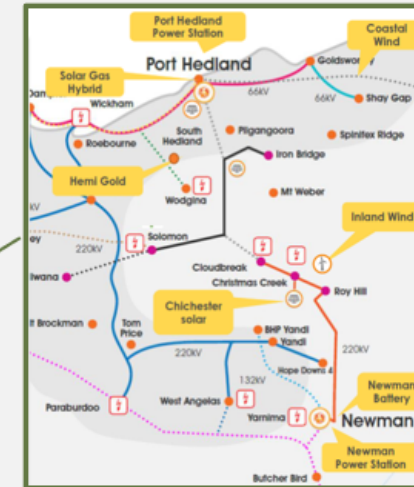 Port Hedland
Power Station
Coastal
Wind
Port Hedland
Goldsworthy
Solar Gas
Hybrid
Wickham
66kV
66kV
Shay Gap
South
Hedland
Pilgangoora
Spinifex Ridge
Roebourne
Iron Bridge
Hemi Gold
Wodgina
Mt Weber
Inland Wind
kV
Solomon
220kV
Cloudbreak
Christmas Creek
Roy Hill
Chichester
solar
Brockman
Tom
Price
BHP Yandi
Yandi
220kV
220kV
Hope Downs 4
132kV
Newman
Battery
Paraburdoo
West Angelas
Yarnima
Newman
Newman
Power Station
Butcher Bird